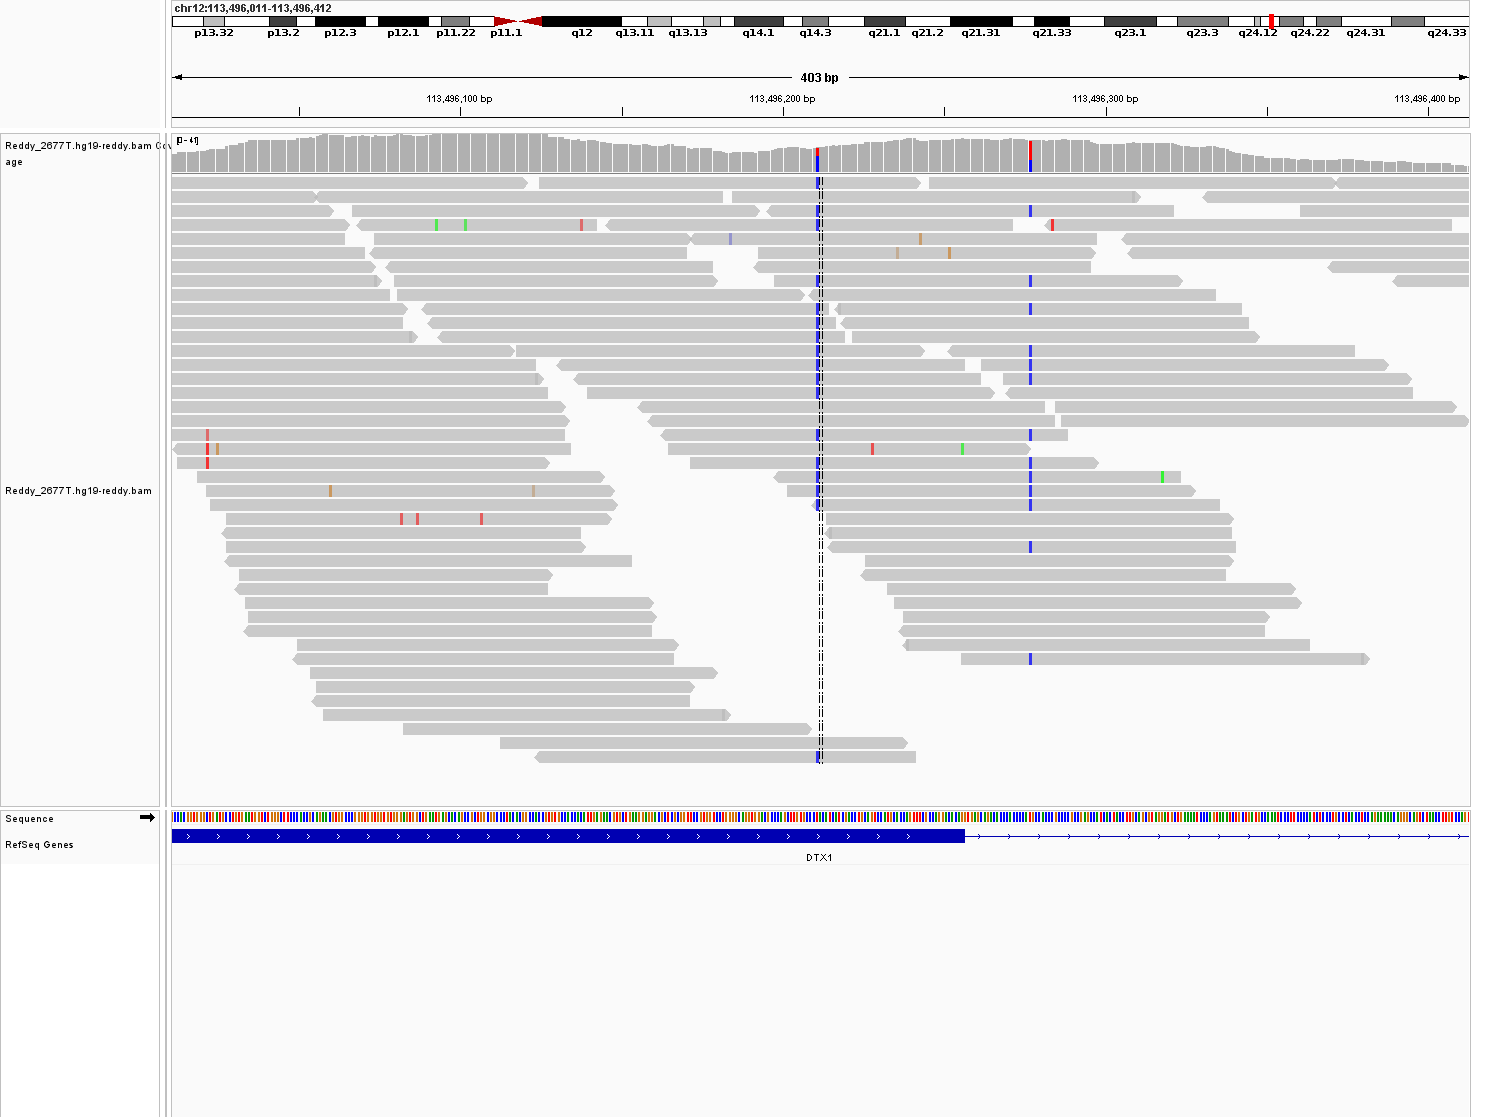 chr12:113,496,011-113,496,412
p13.32 p13.2 p12.3 p12.1 p11.22 p11.1 q12 q13.11 q13.13 q14.1 q14.3 q21.1 q21.2 q21.31 q21.33 q23.1 q23.3 q24.12 q24.22 q24.31 q24.33
403 bp
113,496,100 bp 113,496,200 bp 113,496,300 bp 113,496,400 bp
[0 - 41]
Reddy_2677T.hg19-reddy.bam Cov
age
Reddy_2677T.hg19-reddy.bam
Sequence
RefSeq Genes
DTX1